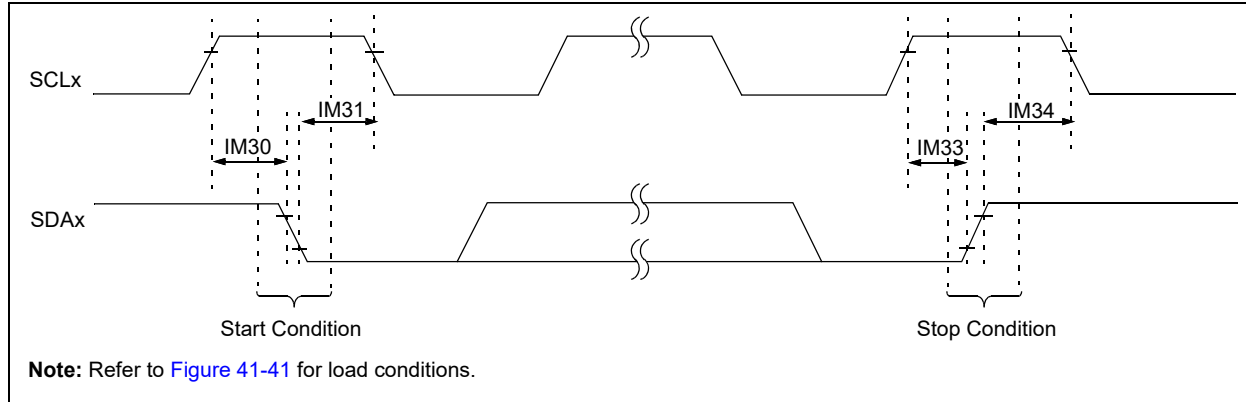 SCLx
IM31
IM34
IM30
IM33
SDAx
Start Condition
Stop Condition
Note: Refer to Figure 41-41 for load conditions.